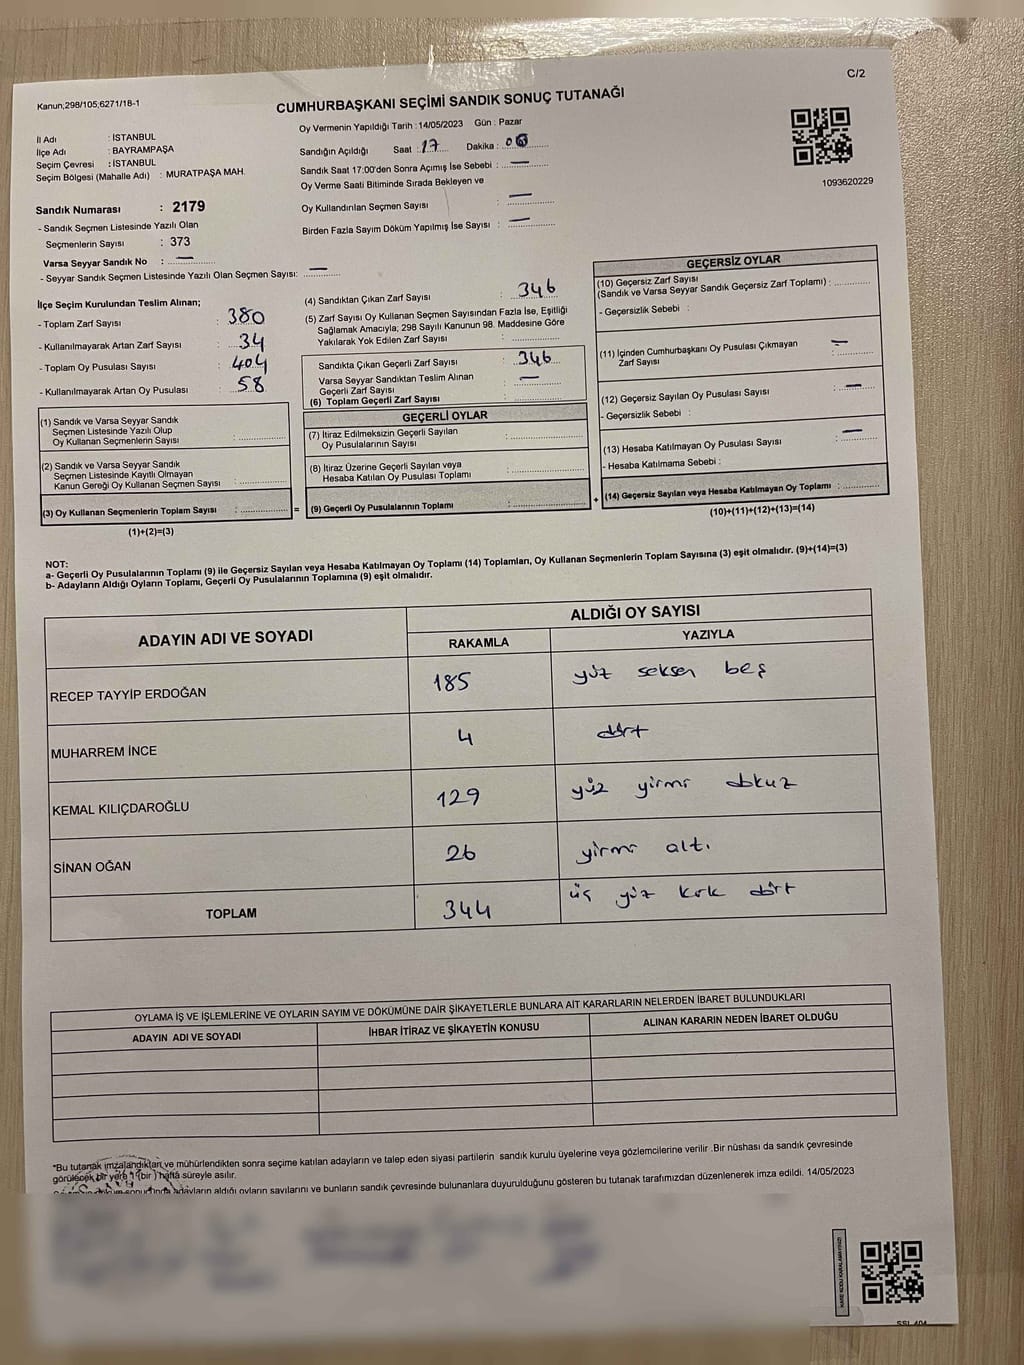 C/2
Kanun;298/105;6271/18-1
CUMHURBAŞKANI SEÇİMİ SANDIK SONUÇ TUTANAĞI
İl Adı : İSTANBUL
İlçe Adı : BAYRAMPAŞA
Seçim Çevresi : İSTANBUL
Seçim Bölgesi (Mahalle Adı) : MURATPAŞA MAH.
Oy Vermenin Yapıldığı Tarih : 14/05/2023 Gün : Pazar
Sandığın Açıldığı Saat : 17 Dakika :
Sandık Saat 17:00'den Sonra Açımış İse Sebebi : —
Oy Verme Saati Bitiminde Sırada Bekleyen ve
Oy Kullandırılan Seçmen Sayısı : —
Birden Fazla Sayım Döküm Yapılmış İse Sayısı : —
1093620229
Sandık Numarası : 2179
- Sandık Seçmen Listesinde Yazılı Olan
Seçmenlerin Sayısı : 373
Varsa Seyyar Sandık No : —
- Seyyar Sandık Seçmen Listesinde Yazılı Olan Seçmen Sayısı: —
İlçe Seçim Kurulundan Teslim Alınan;
- Toplam Zarf Sayısı : 380
- Kullanılmayarak Artan Zarf Sayısı : 34
- Toplam Oy Pusulası Sayısı : 404
- Kullanılmayarak Artan Oy Pusulası : 58
(4) Sandıktan Çıkan Zarf Sayısı : 346
(5) Zarf Sayısı Oy Kullanan Seçmen Sayısından Fazla İse, Eşitliği
Sağlamak Amacıyla; 298 Sayılı Kanunun 98. Maddesine Göre
Yakılarak Yok Edilen Zarf Sayısı :
Sandıkta Çıkan Geçerli Zarf Sayısı : 346
Varsa Seyyar Sandıktan Teslim Alınan
Geçerli Zarf Sayısı : —
(6) Toplam Geçerli Zarf Sayısı :
(1) Sandık ve Varsa Seyyar Sandık
Seçmen Listesinde Yazılı Olup
Oy Kullanan Seçmenlerin Sayısı :
(2) Sandık ve Varsa Seyyar Sandık
Seçmen Listesinde Kayıtlı Olmayan
Kanun Gereği Oy Kullanan Seçmen Sayısı :
(3) Oy Kullanan Seçmenlerin Toplam Sayısı : =
(1)+(2)=(3)
GEÇERLİ OYLAR
(7) İtiraz Edilmeksizin Geçerli Sayılan
Oy Pusulalarının Sayısı :
(8) İtiraz Üzerine Geçerli Sayılan veya
Hesaba Katılan Oy Pusulası Toplamı :
(9) Geçerli Oy Pusulalarının Toplamı : +
GEÇERSİZ OYLAR
(10) Geçersiz Zarf Sayısı
(Sandık ve Varsa Seyyar Sandık Geçersiz Zarf Toplamı) :
- Geçersizlik Sebebi :
(11) İçinden Cumhurbaşkanı Oy Pusulası Çıkmayan
Zarf Sayısı : —
(12) Geçersiz Sayılan Oy Pusulası Sayısı : —
- Geçersizlik Sebebi :
(13) Hesaba Katılmayan Oy Pusulası Sayısı : —
- Hesaba Katılmama Sebebi :
(14) Geçersiz Sayılan veya Hesaba Katılmayan Oy Toplamı :
(10)+(11)+(12)+(13)=(14)
NOT:
a- Geçerli Oy Pusulalarının Toplamı (9) ile Geçersiz Sayılan veya Hesaba Katılmayan Oy Toplamı (14) Toplamları, Oy Kullanan Seçmenlerin Toplam Sayısına (3) eşit olmalıdır. (9)+(14)=(3)
b- Adayların Aldığı Oyların Toplamı, Geçerli Oy Pusulalarının Toplamına (9) eşit olmalıdır.
ADAYIN ADI VE SOYADI
ALDIĞI OY SAYISI
RAKAMLA YAZIYLA
RECEP TAYYİP ERDOĞAN 185 yüz seksen beş
MUHARREM İNCE 4 dört
KEMAL KILIÇDAROĞLU 129 yüz yirmi dokuz
SİNAN OĞAN 26 yirmi altı
TOPLAM 344 üç yüz kırk dört
OYLAMA İŞ VE İŞLEMLERİNE VE OYLARIN SAYIM VE DÖKÜMÜNE DAİR ŞİKAYETLERLE BUNLARA AİT KARARLARIN NELERDEN İBARET BULUNDUKLARI
ADAYIN ADI VE SOYADI İHBAR İTİRAZ VE ŞİKAYETİN KONUSU ALINAN KARARIN NEDEN İBARET OLDUĞU
*Bu tutanak imzalandıktan ve mühürlendikten sonra seçime katılan adayların ve talep eden siyasi partilerin sandık kurulu üyelerine veya gözlemcilerine verilir .Bir nüshası da sandık çevresinde
görülecek bir yere 1 (bir ) hafta süreyle asılır.
adayların aldığı oyların sayılarını ve bunların sandık çevresinde bulunanlara duyurulduğunu gösteren bu tutanak tarafımızdan düzenlenerek imza edildi. 14/05/2023